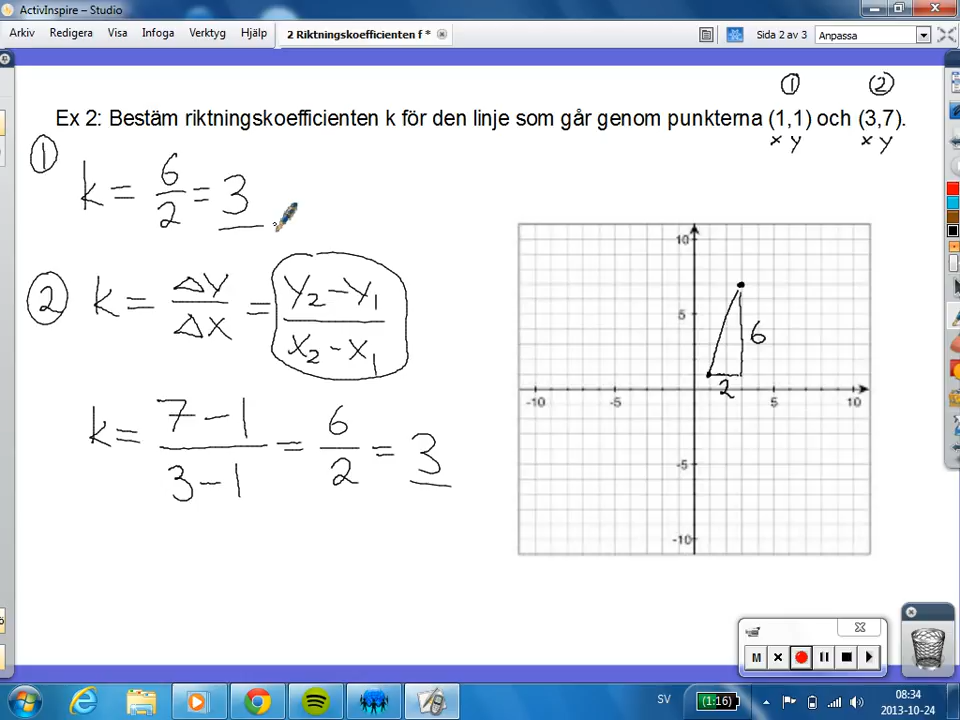 ActivInspire – Studio
Arkiv Redigera Visa Infoga Verktyg Hjälp 2 Riktningskoefficienten f * Sida 2 av 3 Anpassa
① ②
Ex 2: Bestäm riktningskoefficienten k för den linje som går genom punkterna (1,1) och (3,7).
x y x y
① k = 6/2 = 3
② k = ΔY/ΔX = (Y₂ − Y₁)/(X₂ − X₁)
k = (7 − 1)/(3 − 1) = 6/2 = 3
10
5
6
2
-10 -5 5 10
-5
-10
M
SV (1:16) 08:34
2013-10-24